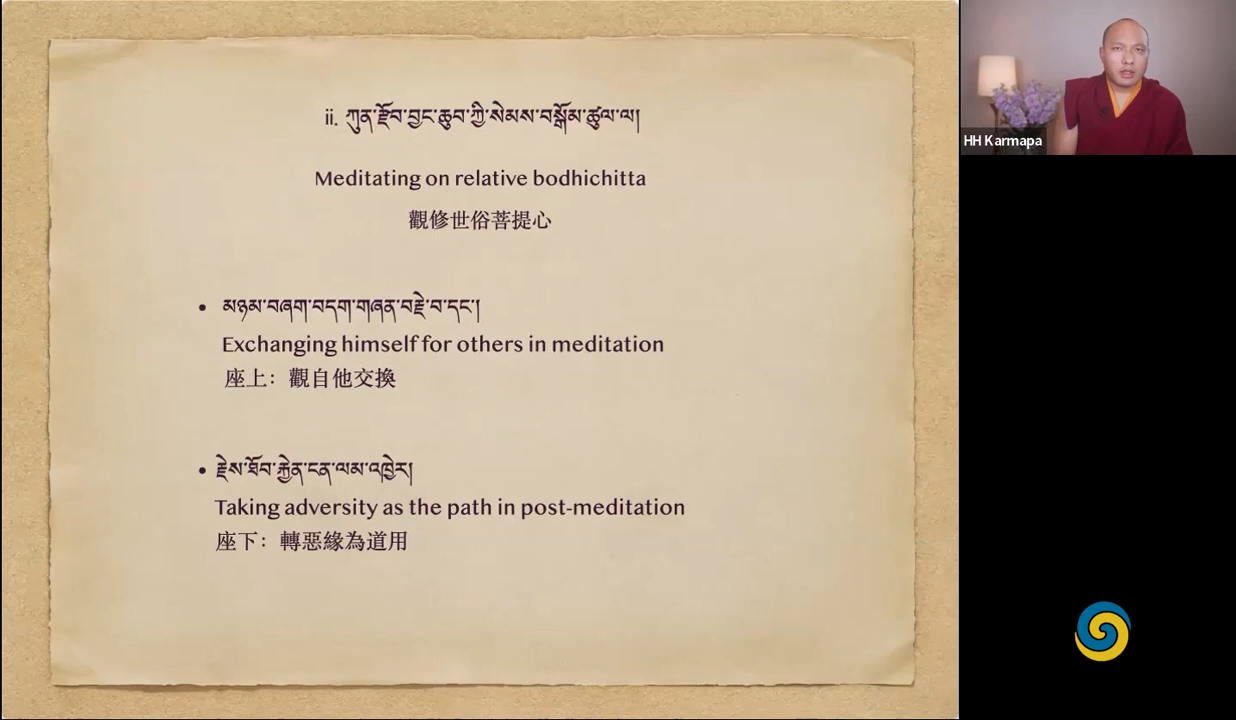 ii. ཀུན་རྫོབ་བྱང་ཆུབ་ཀྱི་སེམས་བསྒོམ་ཚུལ་ལ།
Meditating on relative bodhichitta
觀修世俗菩提心
• མཉམ་བཞག་བདག་གཞན་བརྗེ་བ་དང་།
Exchanging himself for others in meditation
座上：觀自他交換
• རྗེས་ཐོབ་རྐྱེན་ངན་ལམ་འཁྱེར།
Taking adversity as the path in post-meditation
座下：轉惡緣為道用
HH Karmapa